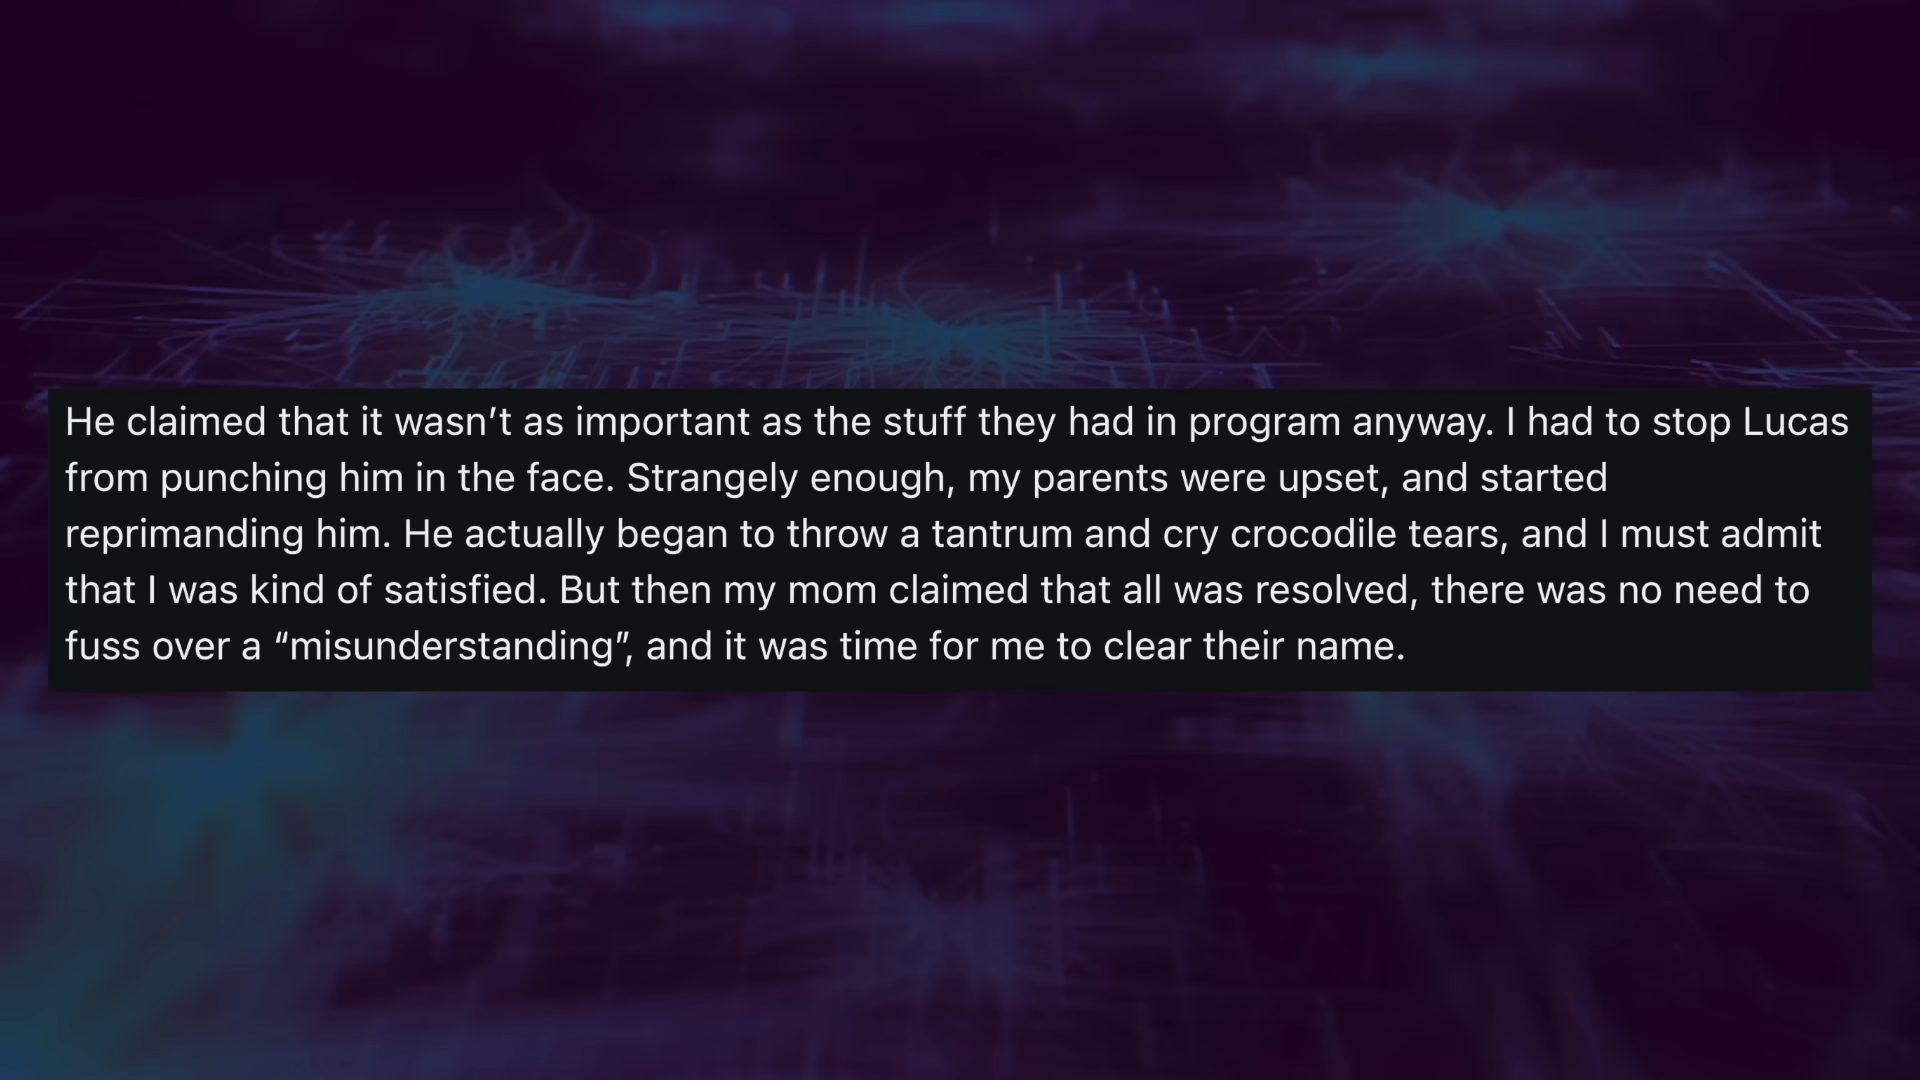 He claimed that it wasn’t as important as the stuff they had in program anyway. I had to stop Lucas
from punching him in the face. Strangely enough, my parents were upset, and started
reprimanding him. He actually began to throw a tantrum and cry crocodile tears, and I must admit
that I was kind of satisfied. But then my mom claimed that all was resolved, there was no need to
fuss over a “misunderstanding”, and it was time for me to clear their name.